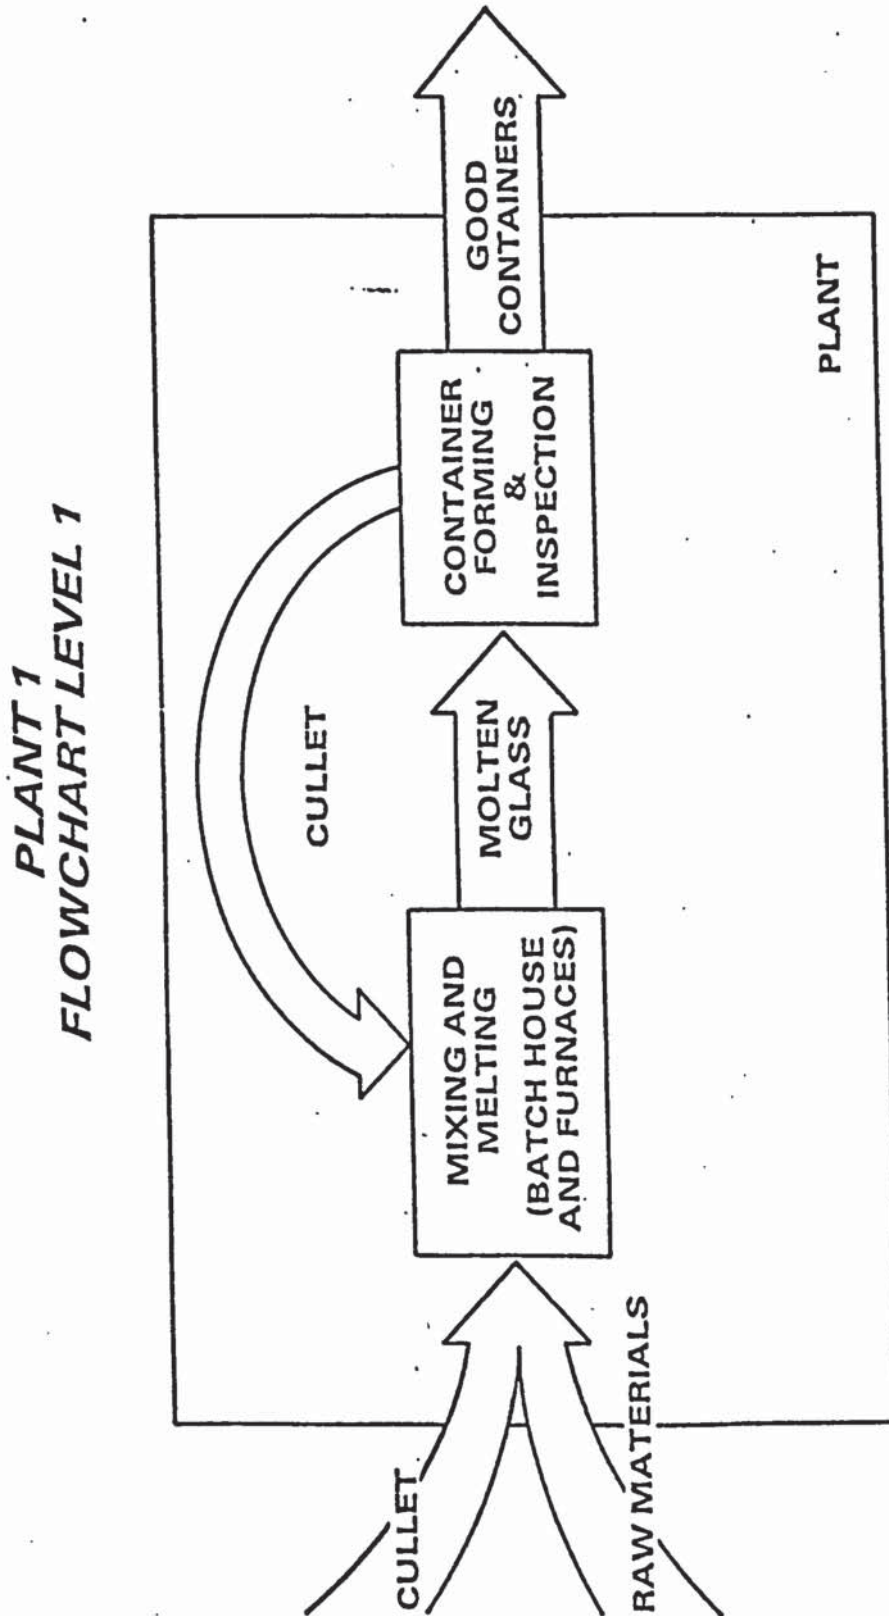 PLANT 1
FLOWCHART LEVEL 1
CULLET
RAW MATERIALS
MIXING AND
MELTING
(BATCH HOUSE
AND FURNACES)
CULLET
MOLTEN
GLASS
CONTAINER
FORMING
&
INSPECTION
GOOD
CONTAINERS
PLANT